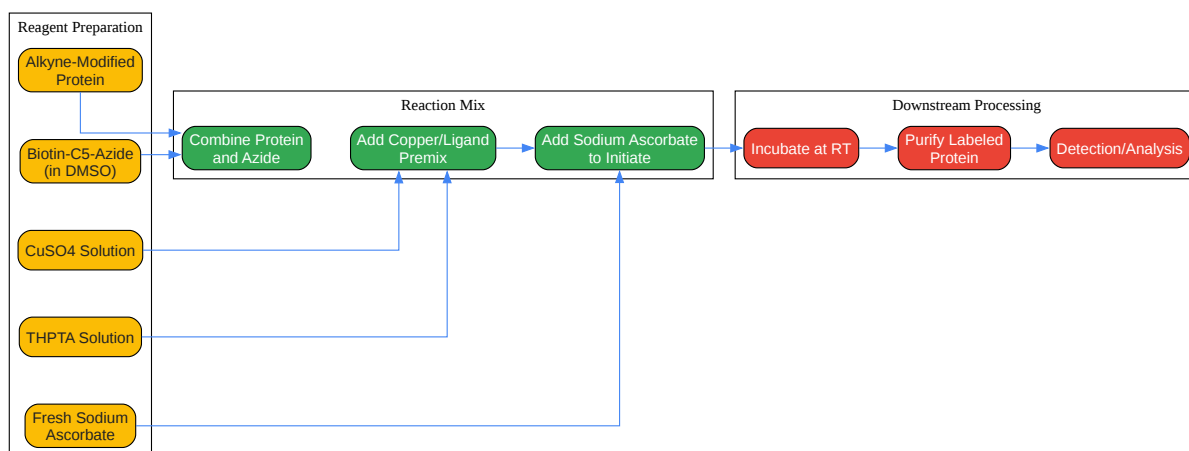 Reagent Preparation
Alkyne-Modified
Protein
Biotin-C5-Azide
(in DMSO)
CuSO4 Solution
THPTA Solution
Fresh Sodium
Ascorbate
Reaction Mix
Combine Protein
and Azide
Add Copper/Ligand
Premix
Add Sodium Ascorbate
to Initiate
Downstream Processing
Incubate at RT
Purify Labeled
Protein
Detection/Analysis